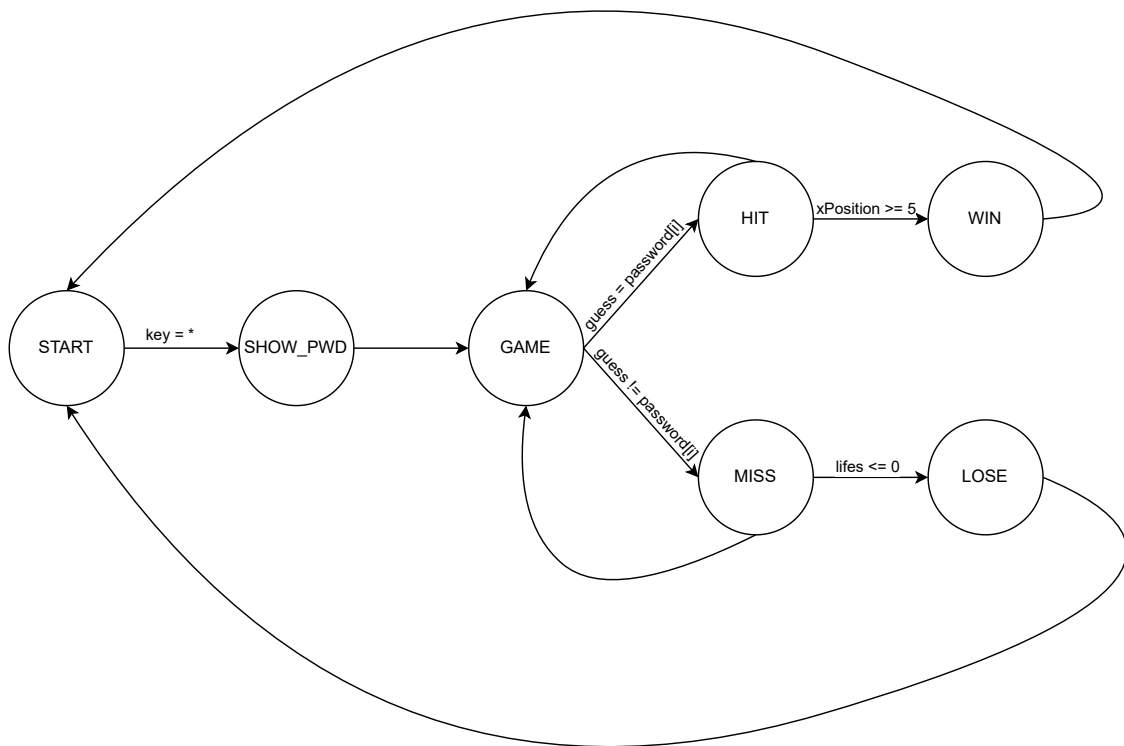 HIT
xPosition >= 5
WIN
guess = password[i]
START
key = *
SHOW_PWD
GAME
guess != password[i]
MISS
lifes <= 0
LOSE